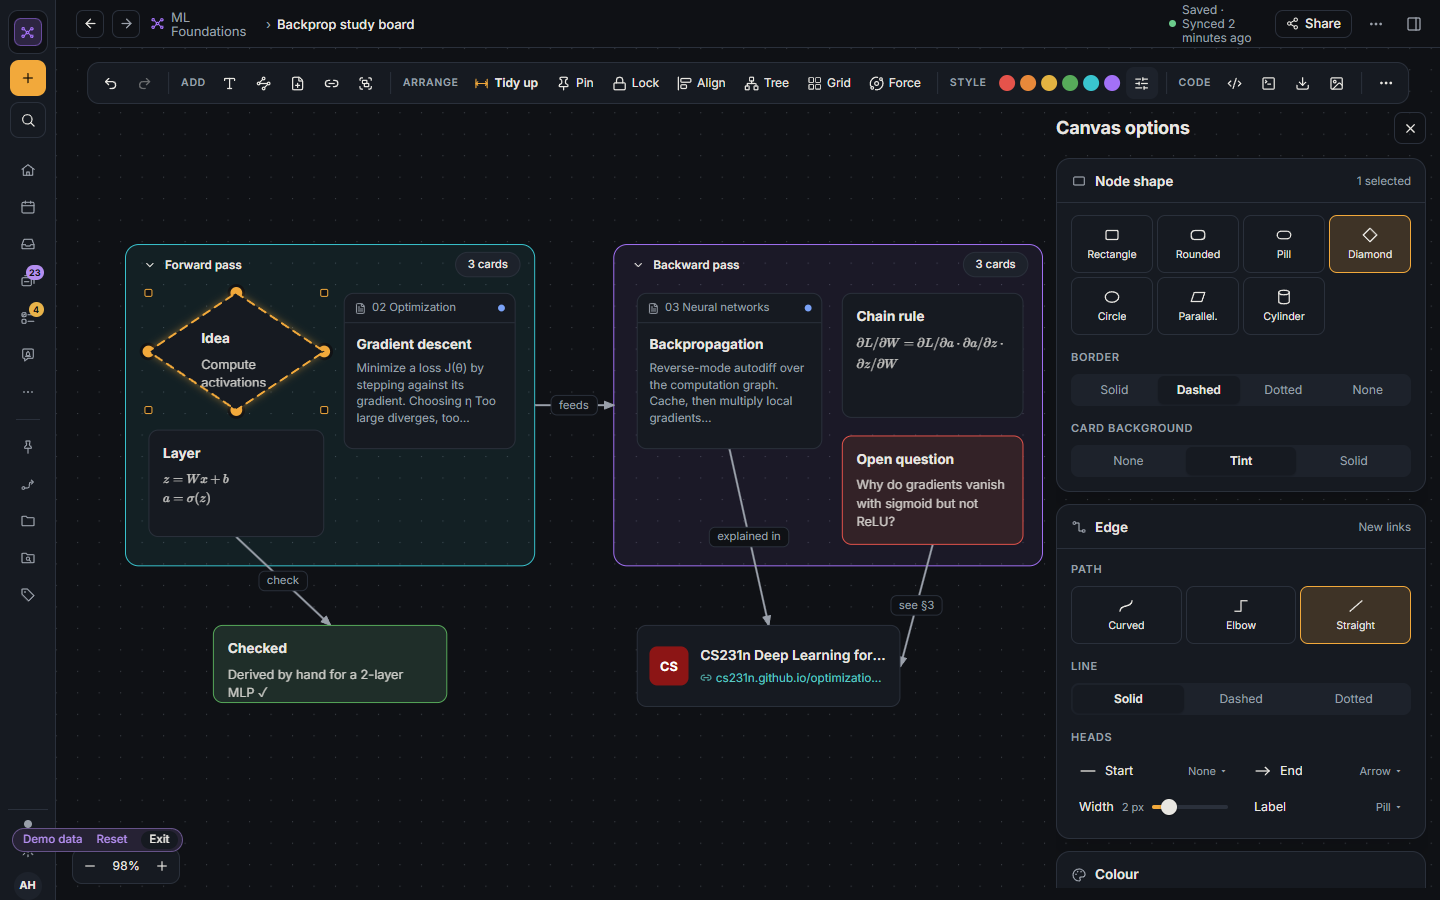 ML Foundations
› Backprop study board
Saved · Synced 2 minutes ago
Share
ADD
ARRANGE
Tidy up
Pin
Lock
Align
Tree
Grid
Force
STYLE
CODE
23
4
AH
Demo data
Reset
Exit
98%
Forward pass
3 cards
Idea
Compute
activations
02 Optimization
Gradient descent
Minimize a loss J(θ) by
stepping against its
gradient. Choosing η Too
large diverges, too...
Layer
z = Wx + b
a = σ(z)
feeds
Backward pass
3 cards
03 Neural networks
Backpropagation
Reverse-mode autodiff over
the computation graph.
Cache, then multiply local
gradients...
Chain rule
∂L/∂W = ∂L/∂a · ∂a/∂z ·
∂z/∂W
Open question
Why do gradients vanish
with sigmoid but not
ReLU?
explained in
check
see §3
Checked
Derived by hand for a 2-layer
MLP ✓
CS
CS231n Deep Learning for...
cs231n.github.io/optimizatio...
Canvas options
Node shape
1 selected
Rectangle
Rounded
Pill
Diamond
Circle
Parallel.
Cylinder
BORDER
Solid
Dashed
Dotted
None
CARD BACKGROUND
None
Tint
Solid
Edge
New links
PATH
Curved
Elbow
Straight
LINE
Solid
Dashed
Dotted
HEADS
Start
None
End
Arrow
Width
2 px
Label
Pill
Colour